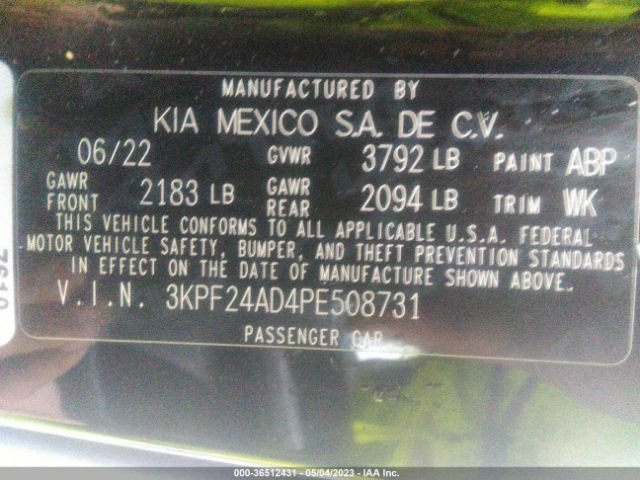 MANUFACTURED BY
KIA MEXICO S.A. DE C.V.
06/22 GVWR 3792 LB PAINT ABP
GAWR FRONT 2183 LB GAWR REAR 2094 LB TRIM WK
THIS VEHICLE CONFORMS TO ALL APPLICABLE U.S.A. FEDERAL
MOTOR VEHICLE SAFETY, BUMPER, AND THEFT PREVENTION STANDARDS
IN EFFECT ON THE DATE OF MANUFACTURE SHOWN ABOVE.
V.I.N. 3KPF24AD4PE508731
PASSENGER CAR
000-36512431 - 05/04/2023 - IAA Inc.